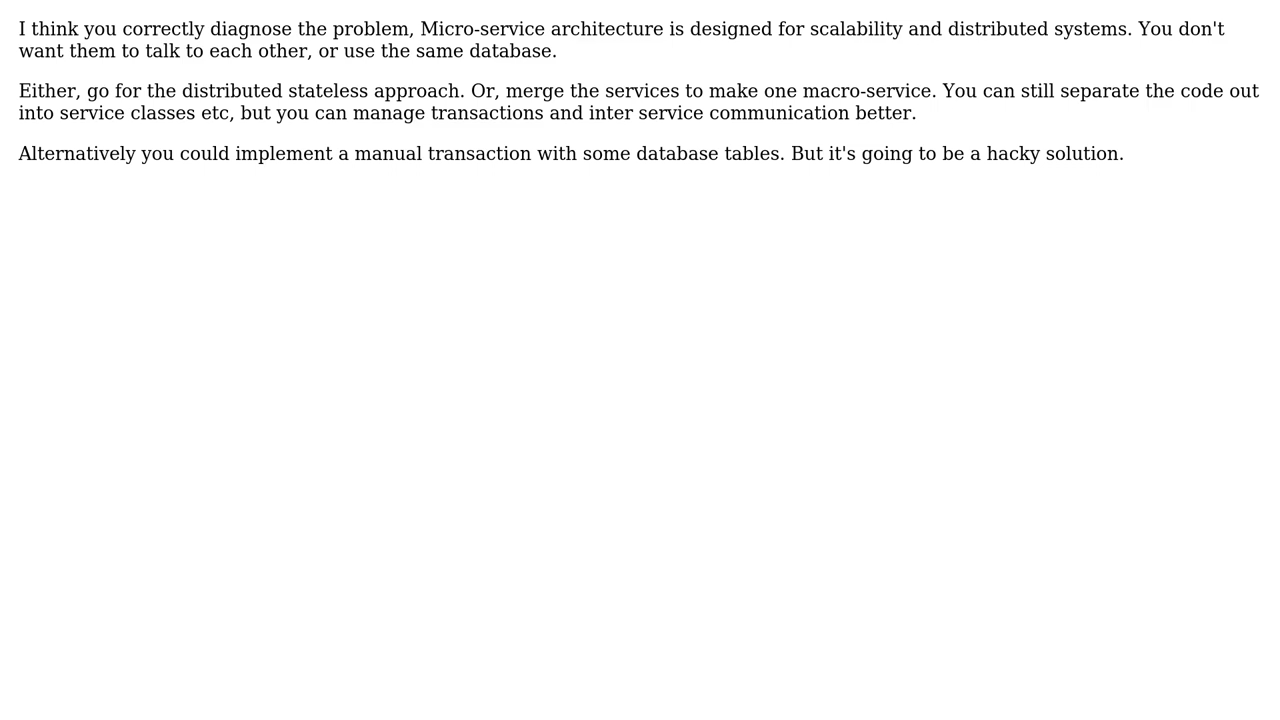 I think you correctly diagnose the problem, Micro-service architecture is designed for scalability and distributed systems. You don't
want them to talk to each other, or use the same database.
Either, go for the distributed stateless approach. Or, merge the services to make one macro-service. You can still separate the code out
into service classes etc, but you can manage transactions and inter service communication better.
Alternatively you could implement a manual transaction with some database tables. But it's going to be a hacky solution.